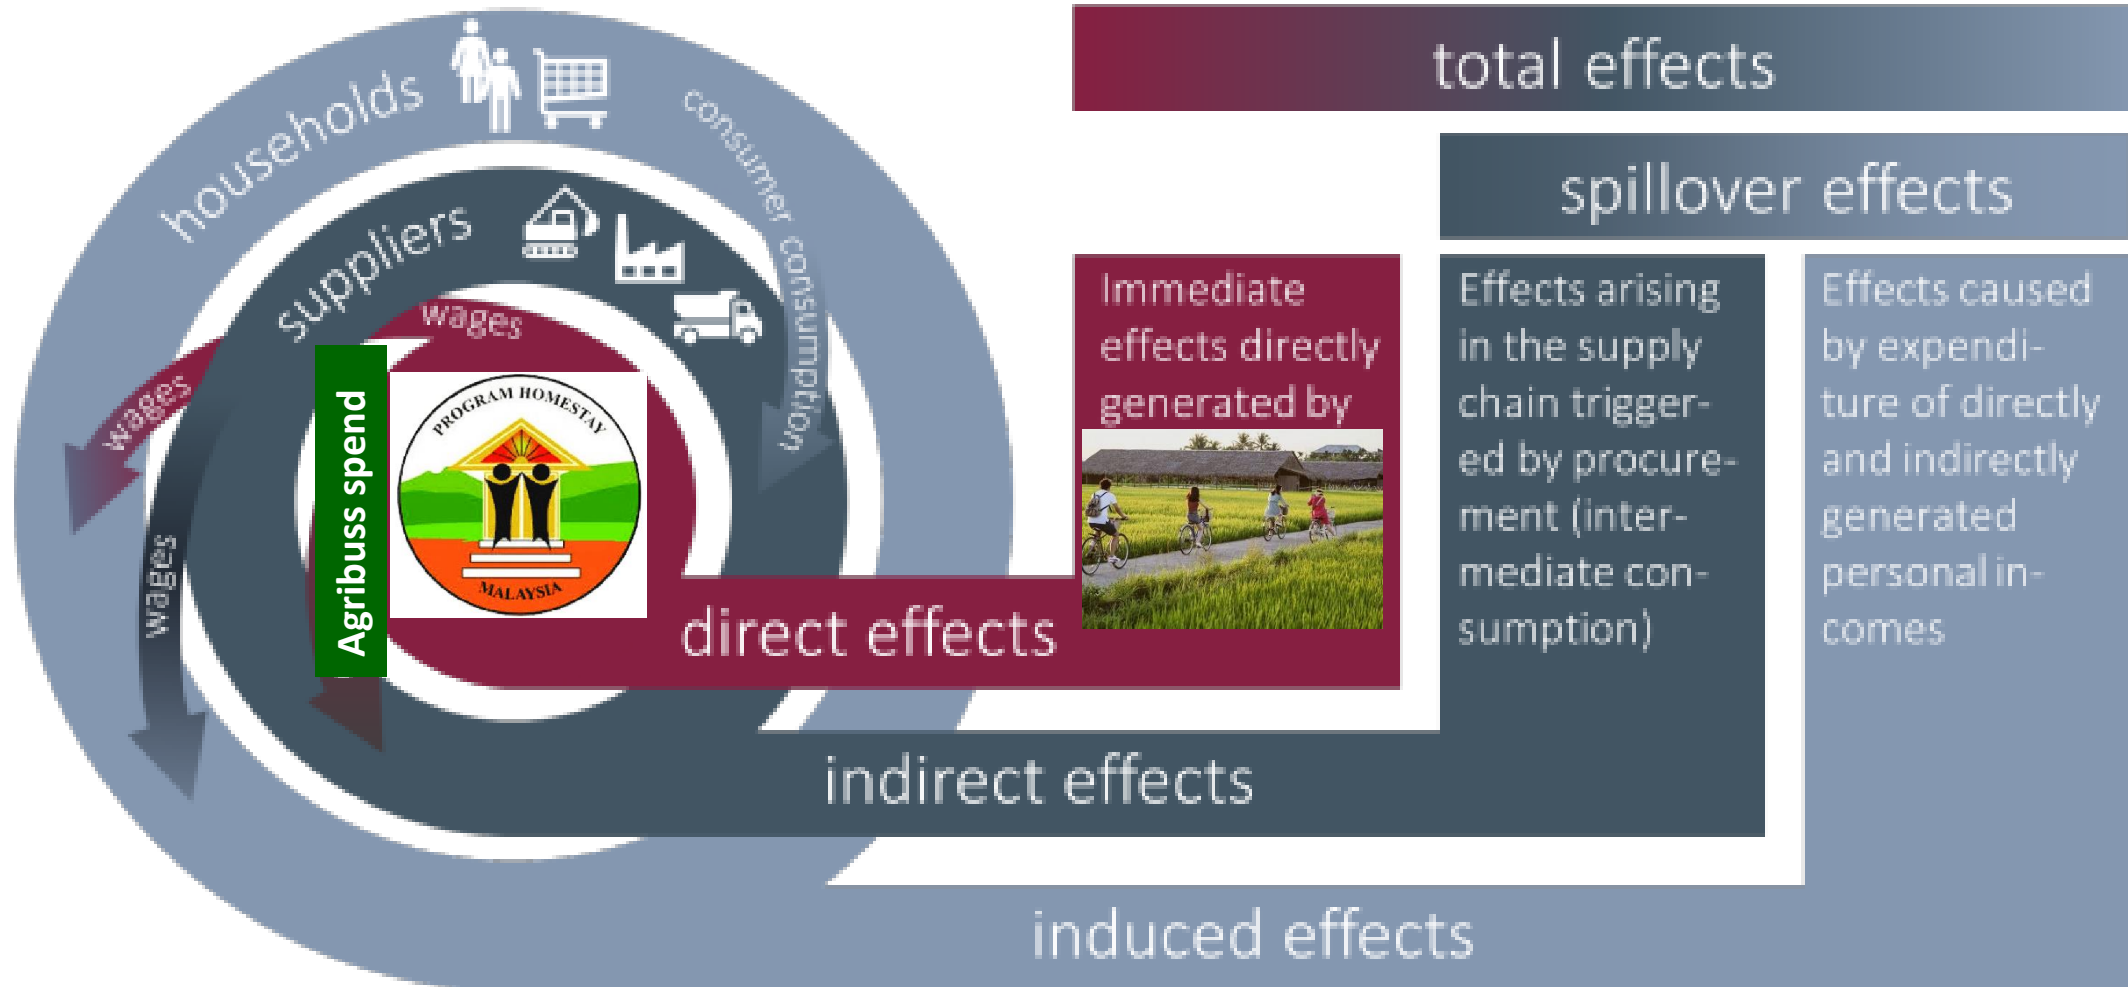 households
consumer consumption
suppliers
wages
wages
wages
Agribuss spend
PROGRAM HOMESTAY
MALAYSIA
direct effects
indirect effects
induced effects
total effects
spillover effects
Immediate
effects directly
generated by
Effects arising
in the supply
chain trigger-
ed by procure-
ment (inter-
mediate con-
sumption)
Effects caused
by expendi-
ture of directly
and indirectly
generated
personal in-
comes